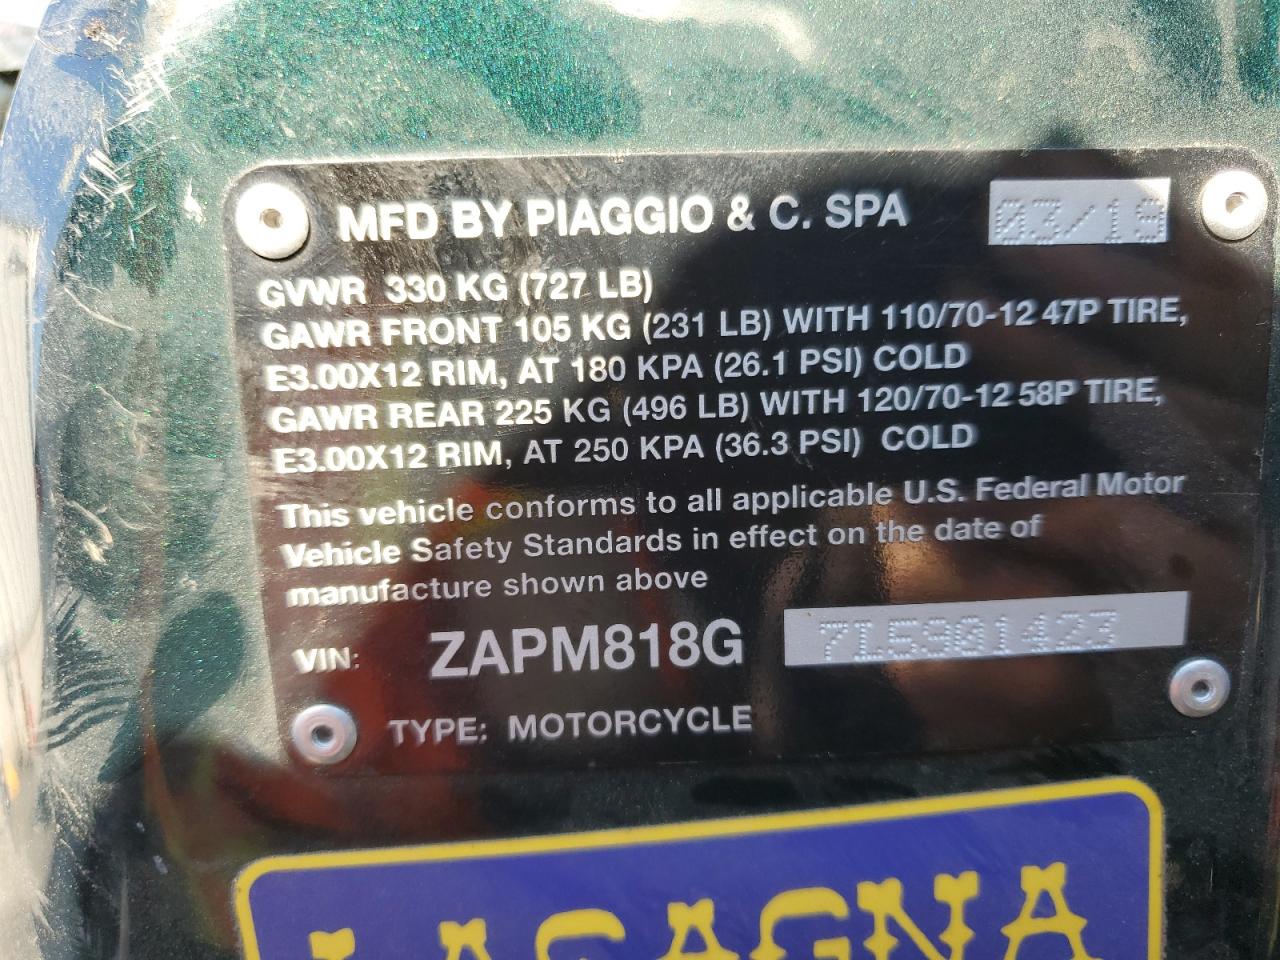 MFD BY PIAGGIO & C. SPA 03/19
GVWR 330 KG (727 LB)
GAWR FRONT 105 KG (231 LB) WITH 110/70-12 47P TIRE,
E3.00X12 RIM, AT 180 KPA (26.1 PSI) COLD
GAWR REAR 225 KG (496 LB) WITH 120/70-12 58P TIRE,
E3.00X12 RIM, AT 250 KPA (36.3 PSI) COLD
This vehicle conforms to all applicable U.S. Federal Motor
Vehicle Safety Standards in effect on the date of
manufacture shown above
VIN: ZAPM818G 7L5901423
TYPE: MOTORCYCLE
LASAGNA